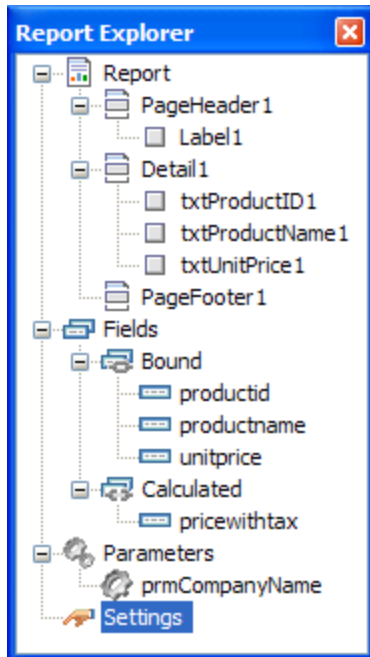 Report Explorer
Report
PageHeader1
Label1
Detail1
txtProductID1
txtProductName1
txtUnitPrice1
PageFooter1
Fields
Bound
productid
productname
unitprice
Calculated
pricewithtax
Parameters
prmCompanyName
Settings